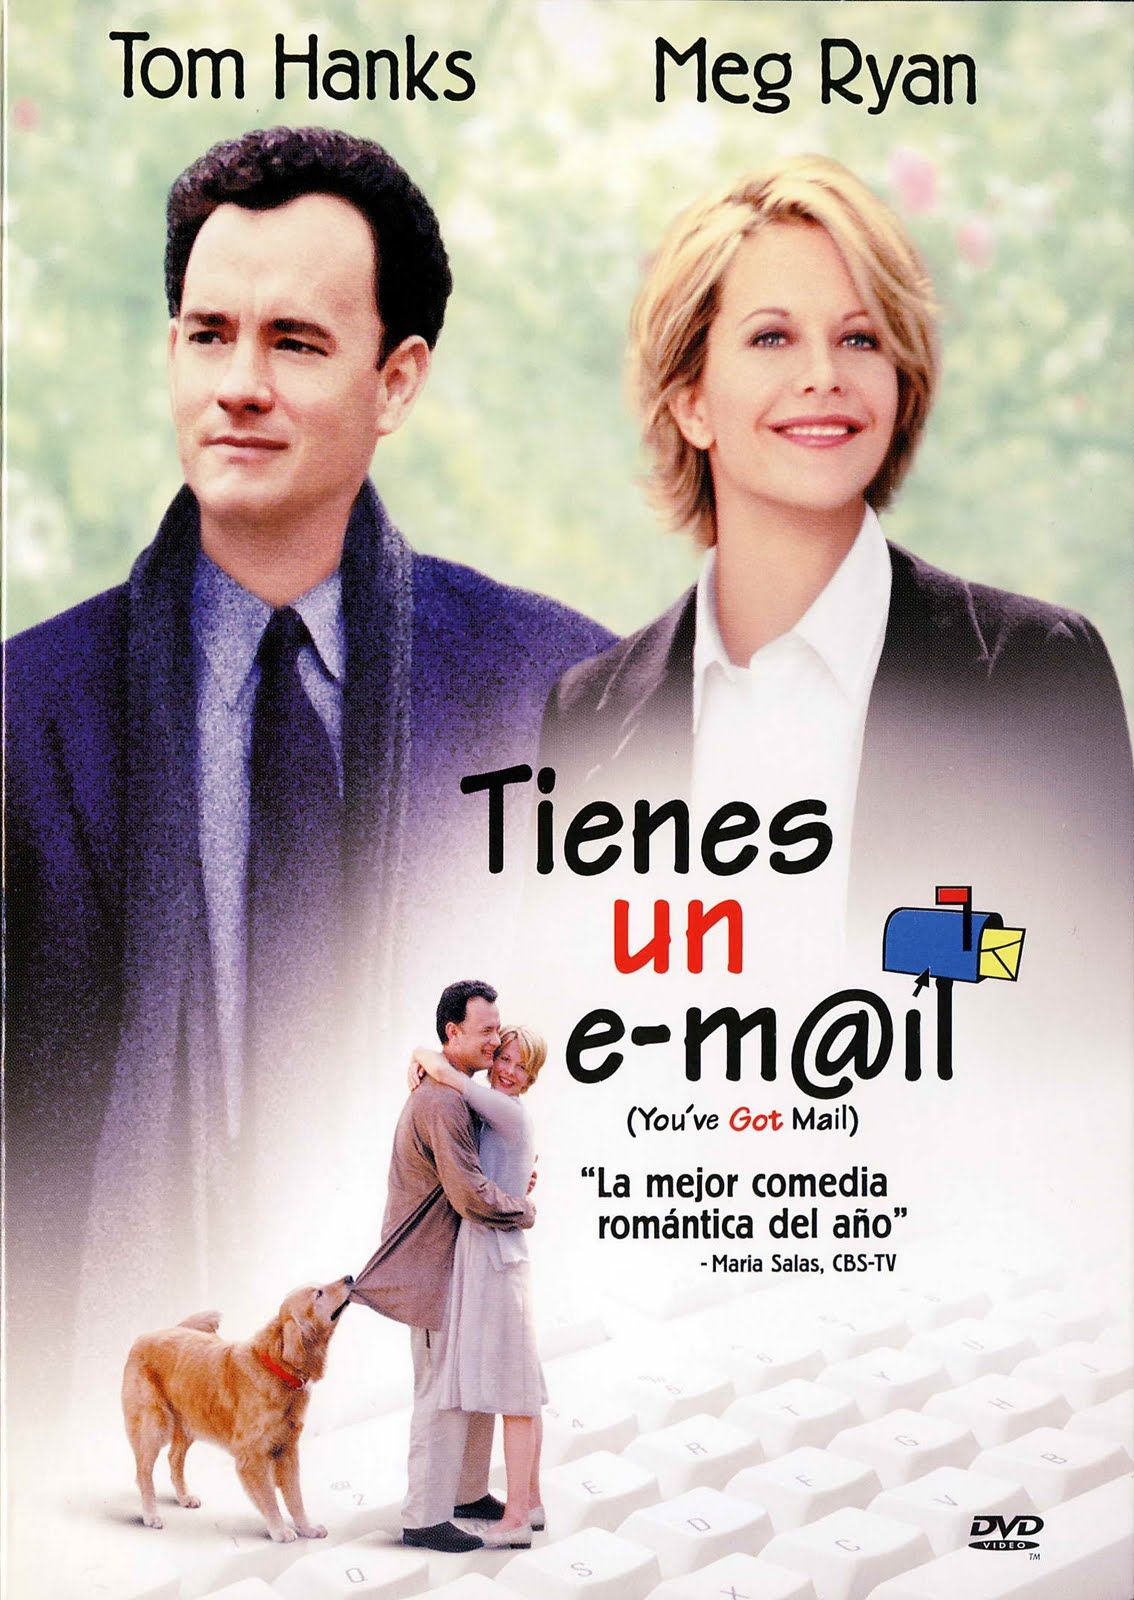 Tom Hanks
Meg Ryan
Tienes
un
e-m@il
(You've Got Mail)
"La mejor comedia
romántica del año"
- Maria Salas, CBS-TV
DVD
VIDEO
TM